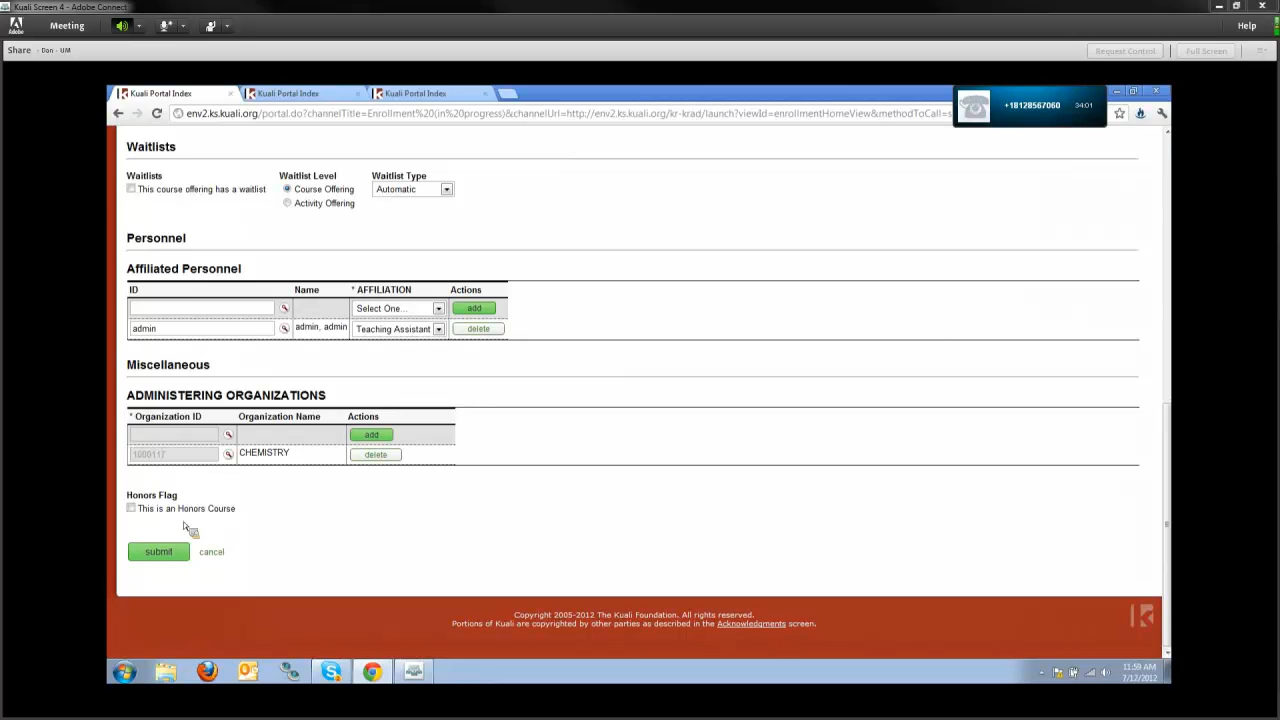 Kuali Screen 4 - Adobe Connect
Meeting
Help
Share
Don - UM
Request Control
Full Screen
Kuali Portal Index
Kuali Portal Index
Kuali Portal Index
+18128567060
34:01
env2.ks.kuali.org/portal.do?channelTitle=Enrollment%20(in%20progress)&channelUrl=http://env2.ks.kuali.org/kr-krad/launch?viewId=enrollmentHomeView&methodToCall=s
Waitlists
Waitlists
Waitlist Level
Waitlist Type
This course offering has a waitlist
Course Offering
Automatic
Activity Offering
Personnel
Affiliated Personnel
ID
Name
* AFFILIATION
Actions
Select One...
add
admin
admin, admin
Teaching Assistant
delete
Miscellaneous
ADMINISTERING ORGANIZATIONS
* Organization ID
Organization Name
Actions
add
1000117
CHEMISTRY
delete
Honors Flag
This is an Honors Course
submit
cancel
Copyright 2005-2012 The Kuali Foundation. All rights reserved.
Portions of Kuali are copyrighted by other parties as described in the Acknowledgments screen.
11:59 AM
7/12/2012